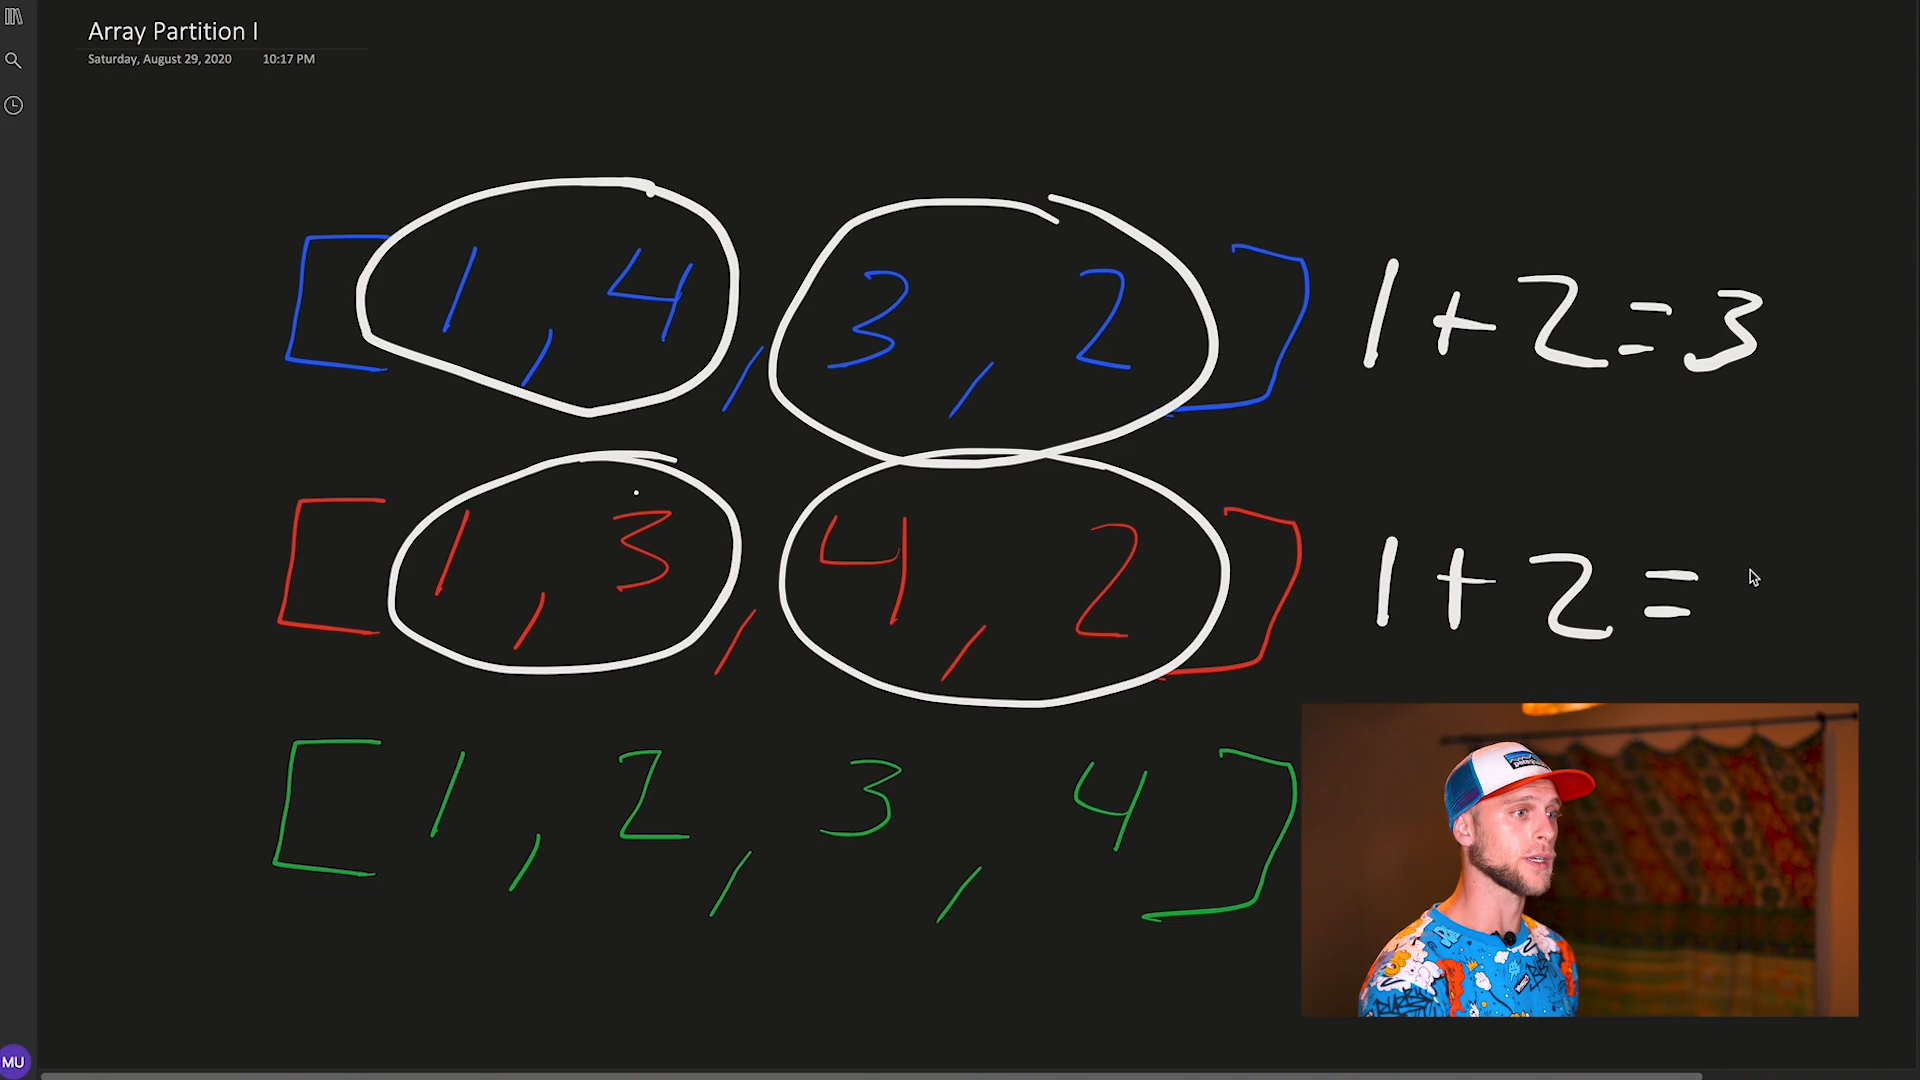 Array Partition I
Saturday, August 29, 2020 10:17 PM
[1, 4, 3, 2] 1+2=3
[1, 3, 4, 2] 1+2=
[1, 2, 3, 4]
patagonia
MU